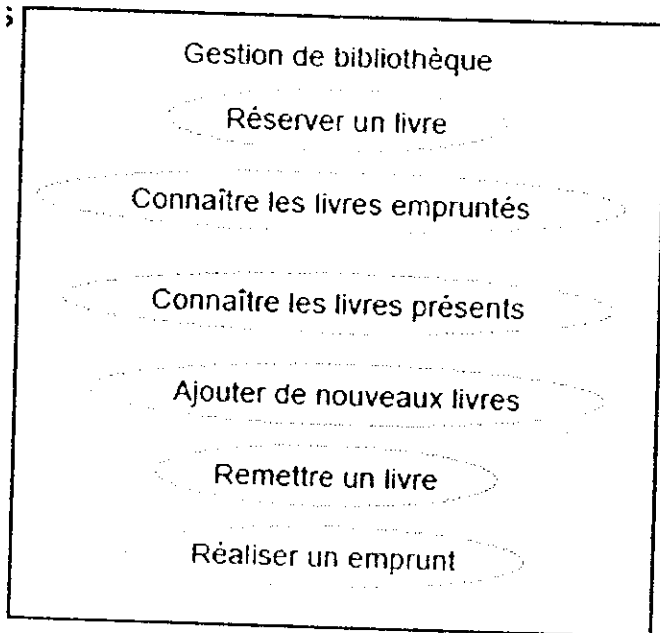 Gestion de bibliothèque
Réserver un livre
Connaître les livres empruntés
Connaître les livres présents
Ajouter de nouveaux livres
Remettre un livre
Réaliser un emprunt